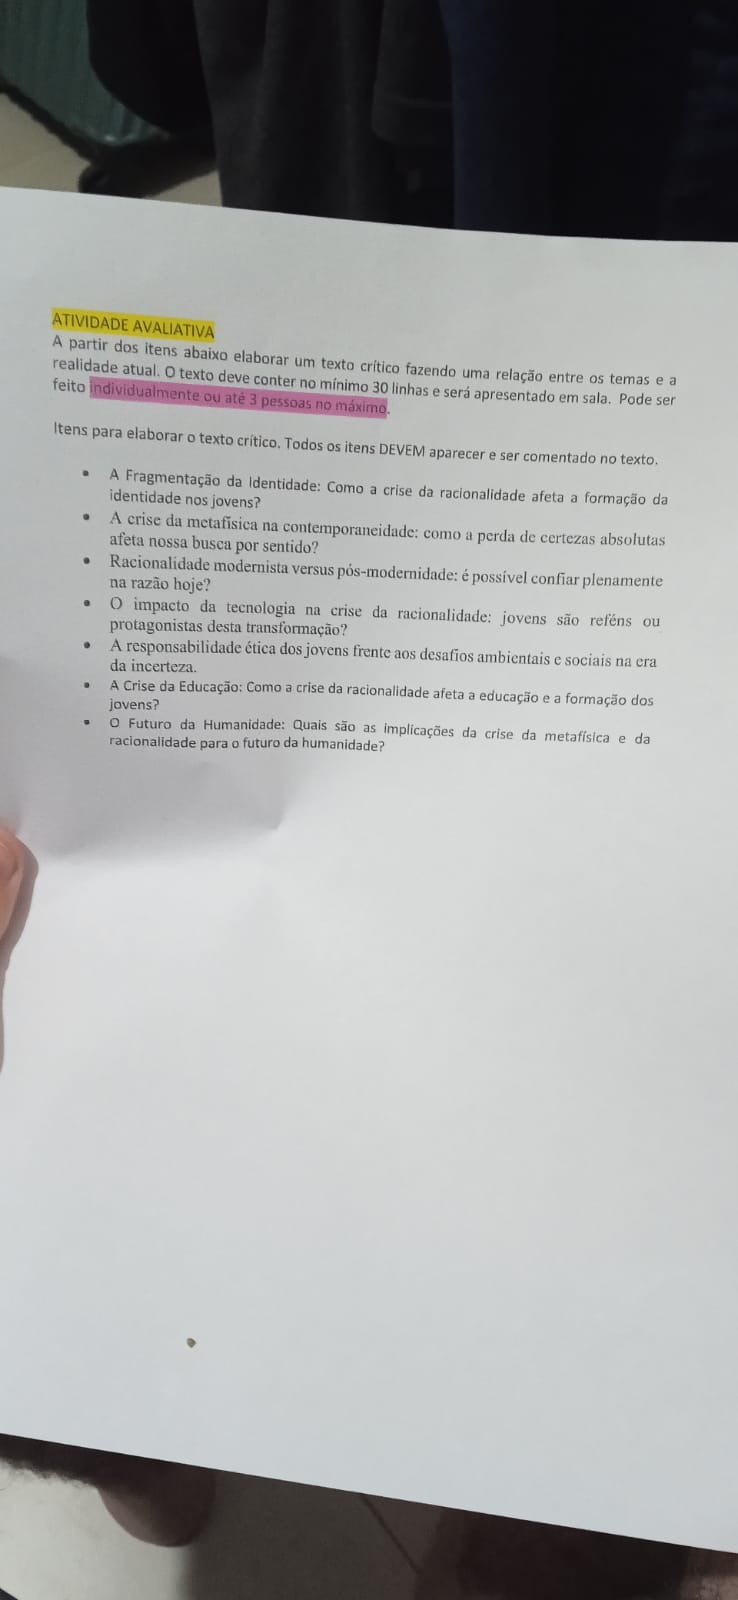 ATIVIDADE AVALIATIVA
A partir dos itens abaixo elaborar um texto crítico fazendo uma relação entre os temas e a
realidade atual. O texto deve conter no mínimo 30 linhas e será apresentado em sala. Pode ser
feito individualmente ou até 3 pessoas no máximo.
Itens para elaborar o texto crítico. Todos os itens DEVEM aparecer e ser comentado no texto.
• A Fragmentação da Identidade: Como a crise da racionalidade afeta a formação da
identidade nos jovens?
• A crise da metafísica na contemporaneidade: como a perda de certezas absolutas
afeta nossa busca por sentido?
• Racionalidade modernista versus pós-modernidade: é possível confiar plenamente
na razão hoje?
• O impacto da tecnologia na crise da racionalidade: jovens são reféns ou
protagonistas desta transformação?
• A responsabilidade ética dos jovens frente aos desafios ambientais e sociais na era
da incerteza.
• A Crise da Educação: Como a crise da racionalidade afeta a educação e a formação dos
jovens?
• O Futuro da Humanidade: Quais são as implicações da crise da metafísica e da
racionalidade para o futuro da humanidade?